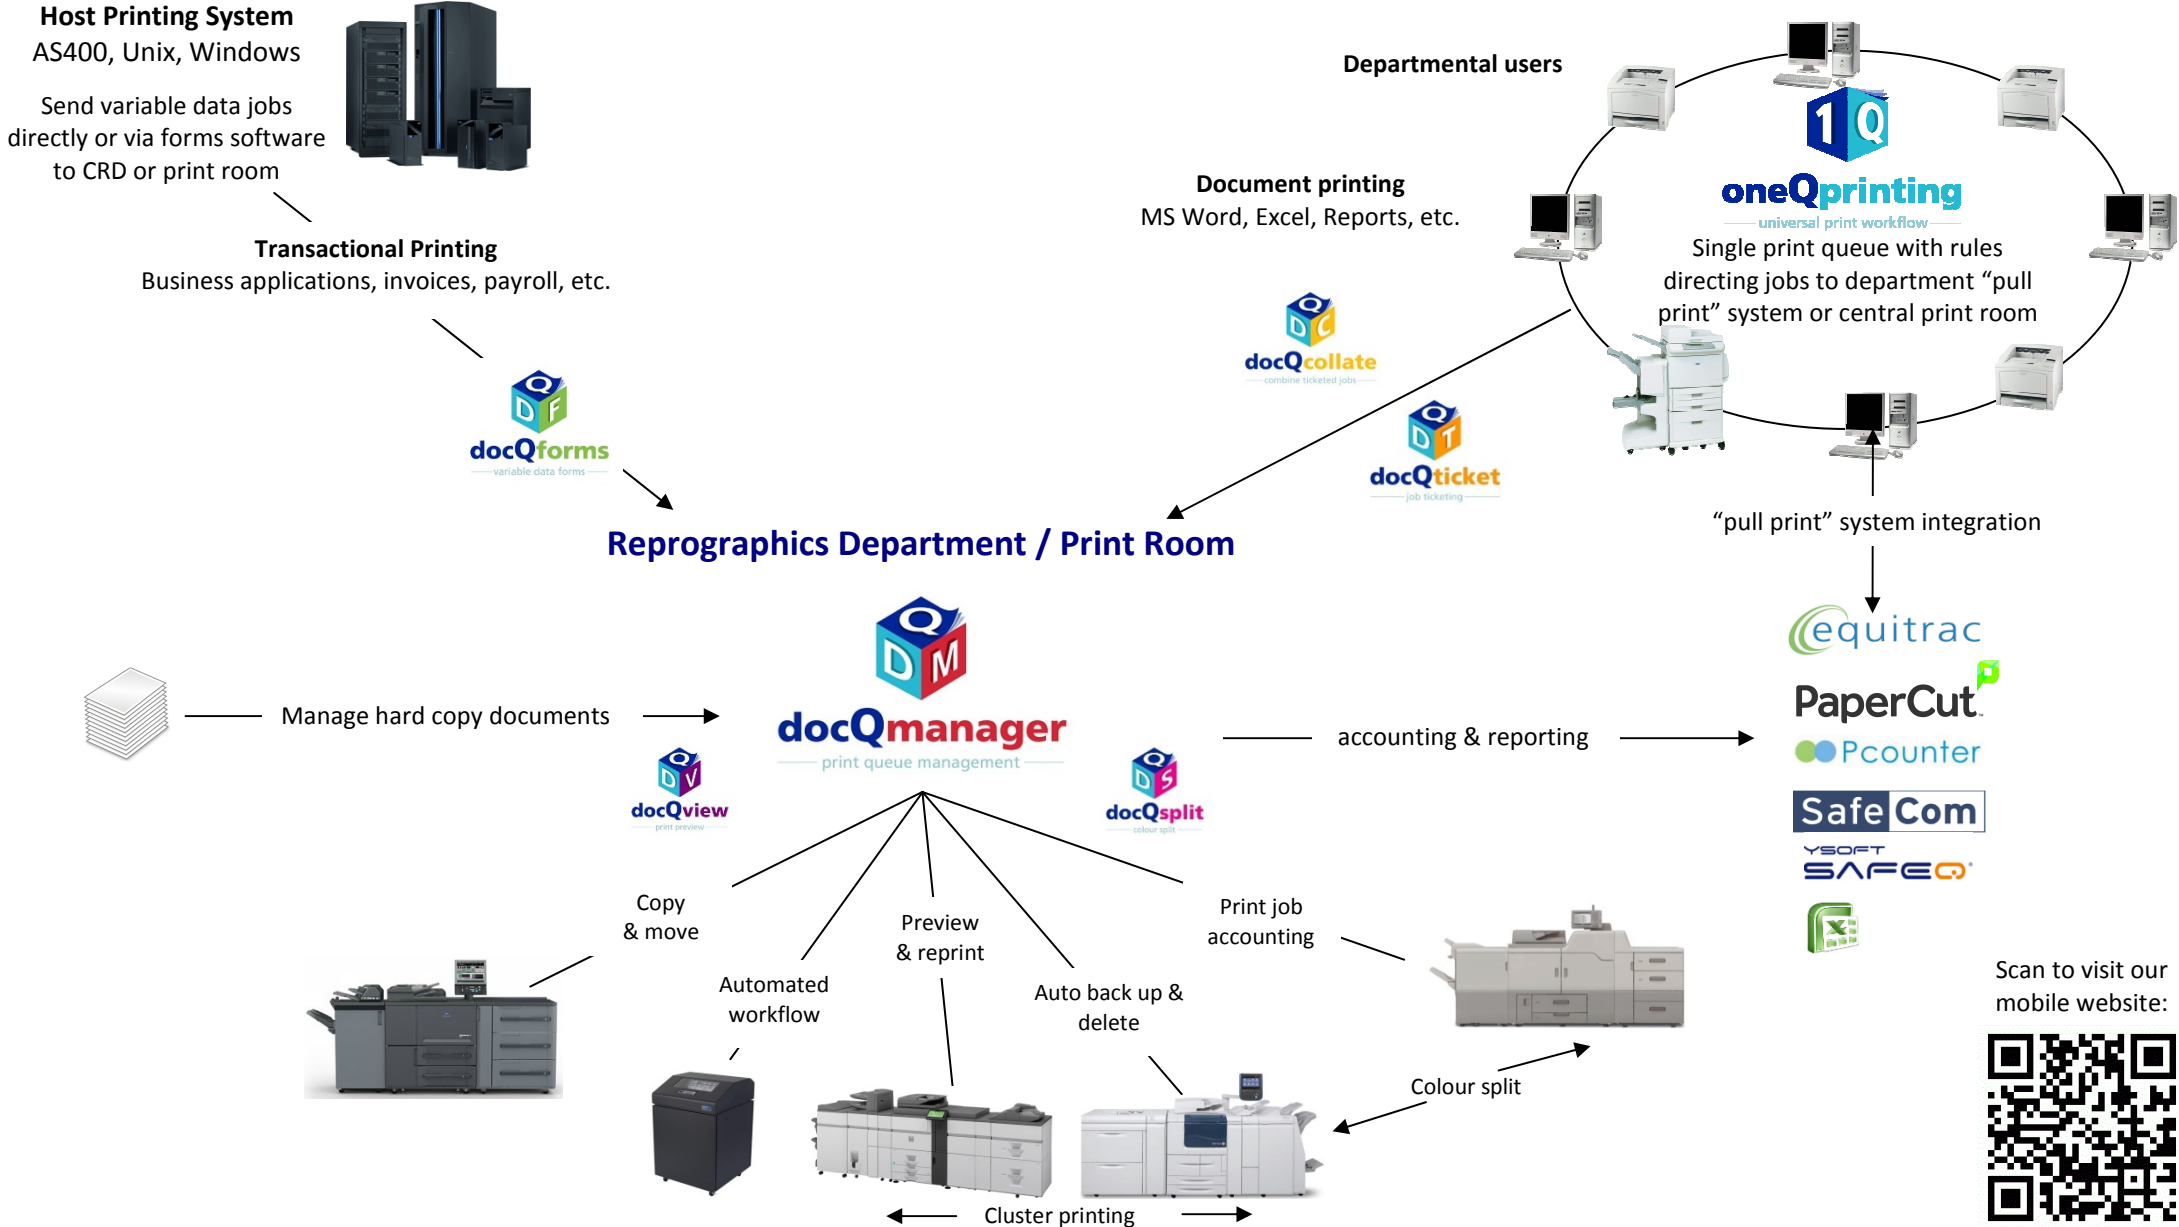 Host Printing System
AS400, Unix, Windows
Send variable data jobs
directly or via forms software
to CRD or print room
Transactional Printing
Business applications, invoices, payroll, etc.
Q
D F
docQforms
variable data forms
Departmental users
Document printing
MS Word, Excel, Reports, etc.
1Q
oneQprinting
universal print workflow
Single print queue with rules
directing jobs to department “pull
print” system or central print room
Q
D C
docQcollate
combine ticketed jobs
Q
D T
docQticket
job ticketing
“pull print” system integration
Reprographics Department / Print Room
Q
D M
docQmanager
print queue management
Manage hard copy documents
Q
D V
docQview
print preview
Q
D S
docQsplit
colour split
accounting & reporting
equitrac
PaperCut
Pcounter
SafeCom
YSOFT
SAFEQ
X
Copy
& move
Automated
workflow
Preview
& reprint
Auto back up &
delete
Print job
accounting
Colour split
Cluster printing
Scan to visit our
mobile website: